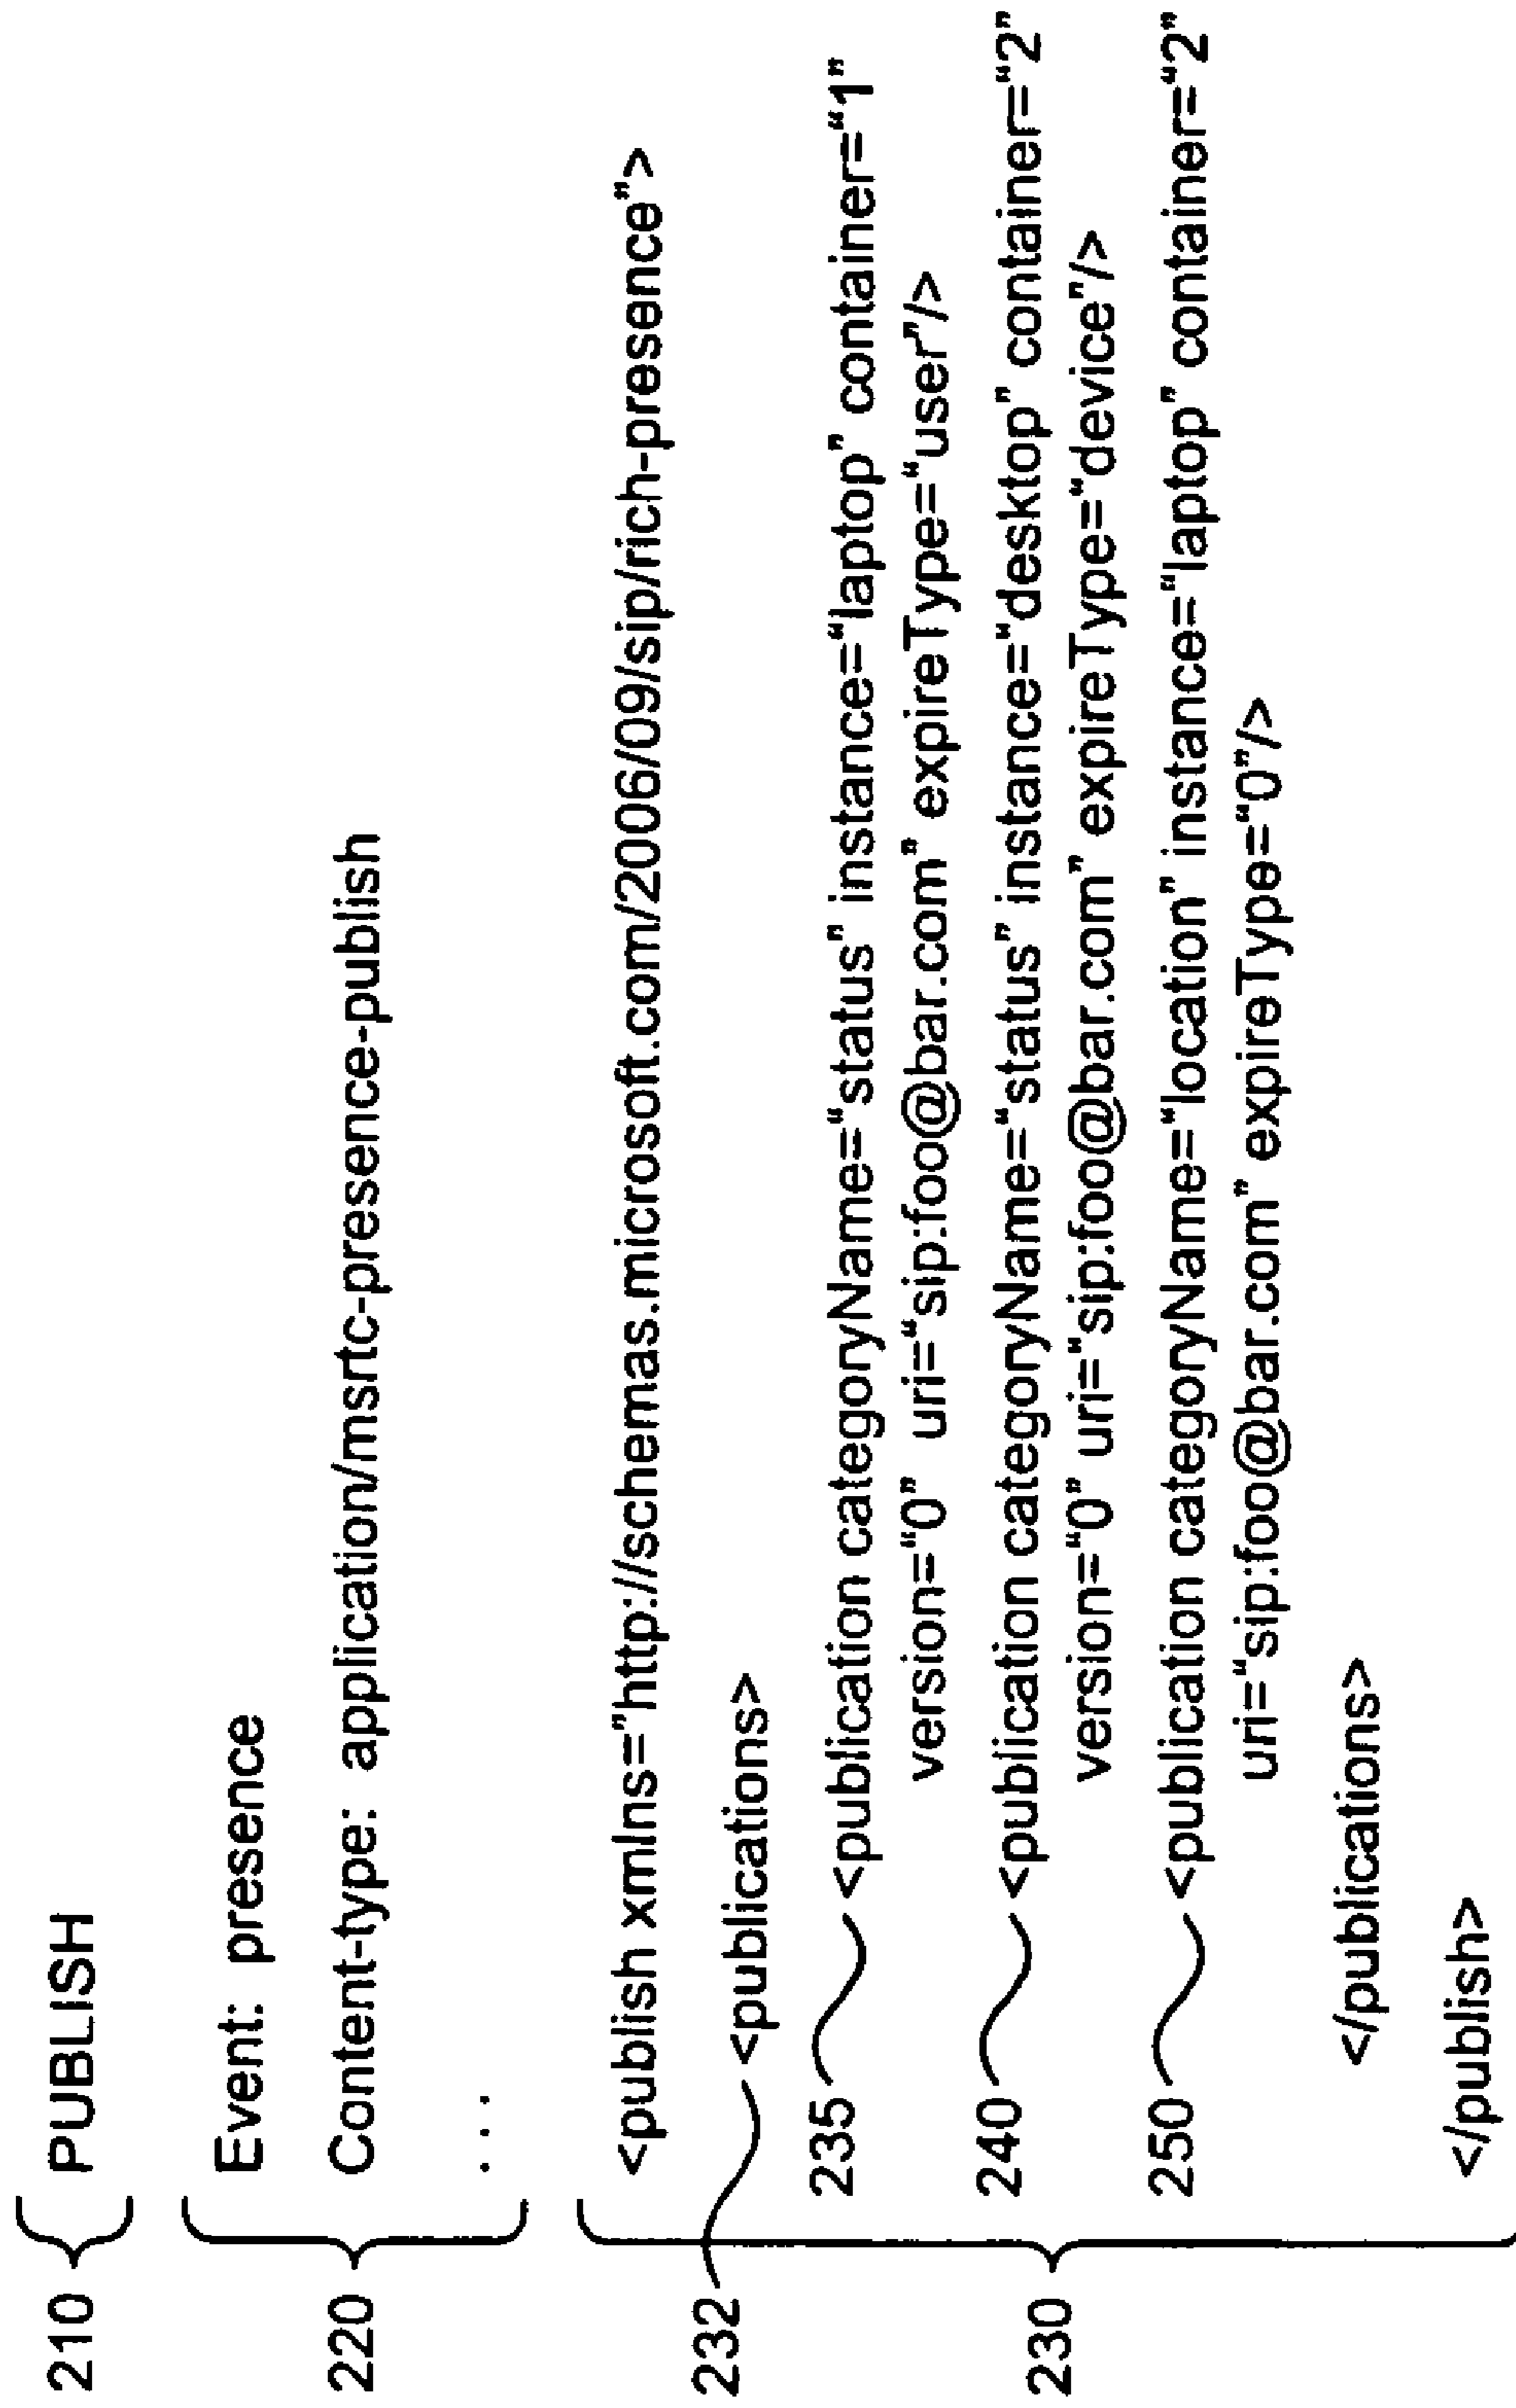 210 PUBLISH
220
Event: presence
Content-type: application/msrtc-presence-publish
. . .
230
<publish xmlns="http://schemas.microsoft.com/2006/09/sip/rich-presence">
232 <publications>
235 <publication categoryName="status" instance="laptop" container="1"
version="0" uri="sip:foo@bar.com" expireType="user"/>
240 <publication categoryName="status" instance="desktop" container="2"
version="0" uri="sip:foo@bar.com" expireType="device"/>
250 <publication categoryName="location" instance="laptop" container="2"
uri="sip:foo@bar.com" expireType="0"/>
</publications>
</publish>